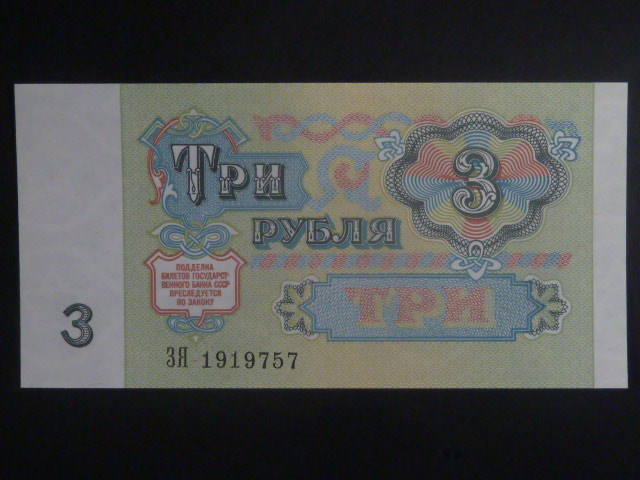 ТРИ
3
РУБЛЯ
ПОДДЕЛКА
БИЛЕТОВ ГОСУДАРСТ-
ВЕННОГО БАНКА СССР
ПРЕСЛЕДУЕТСЯ
ПО ЗАКОНУ
ТРИ
3
ЗЯ 1919757